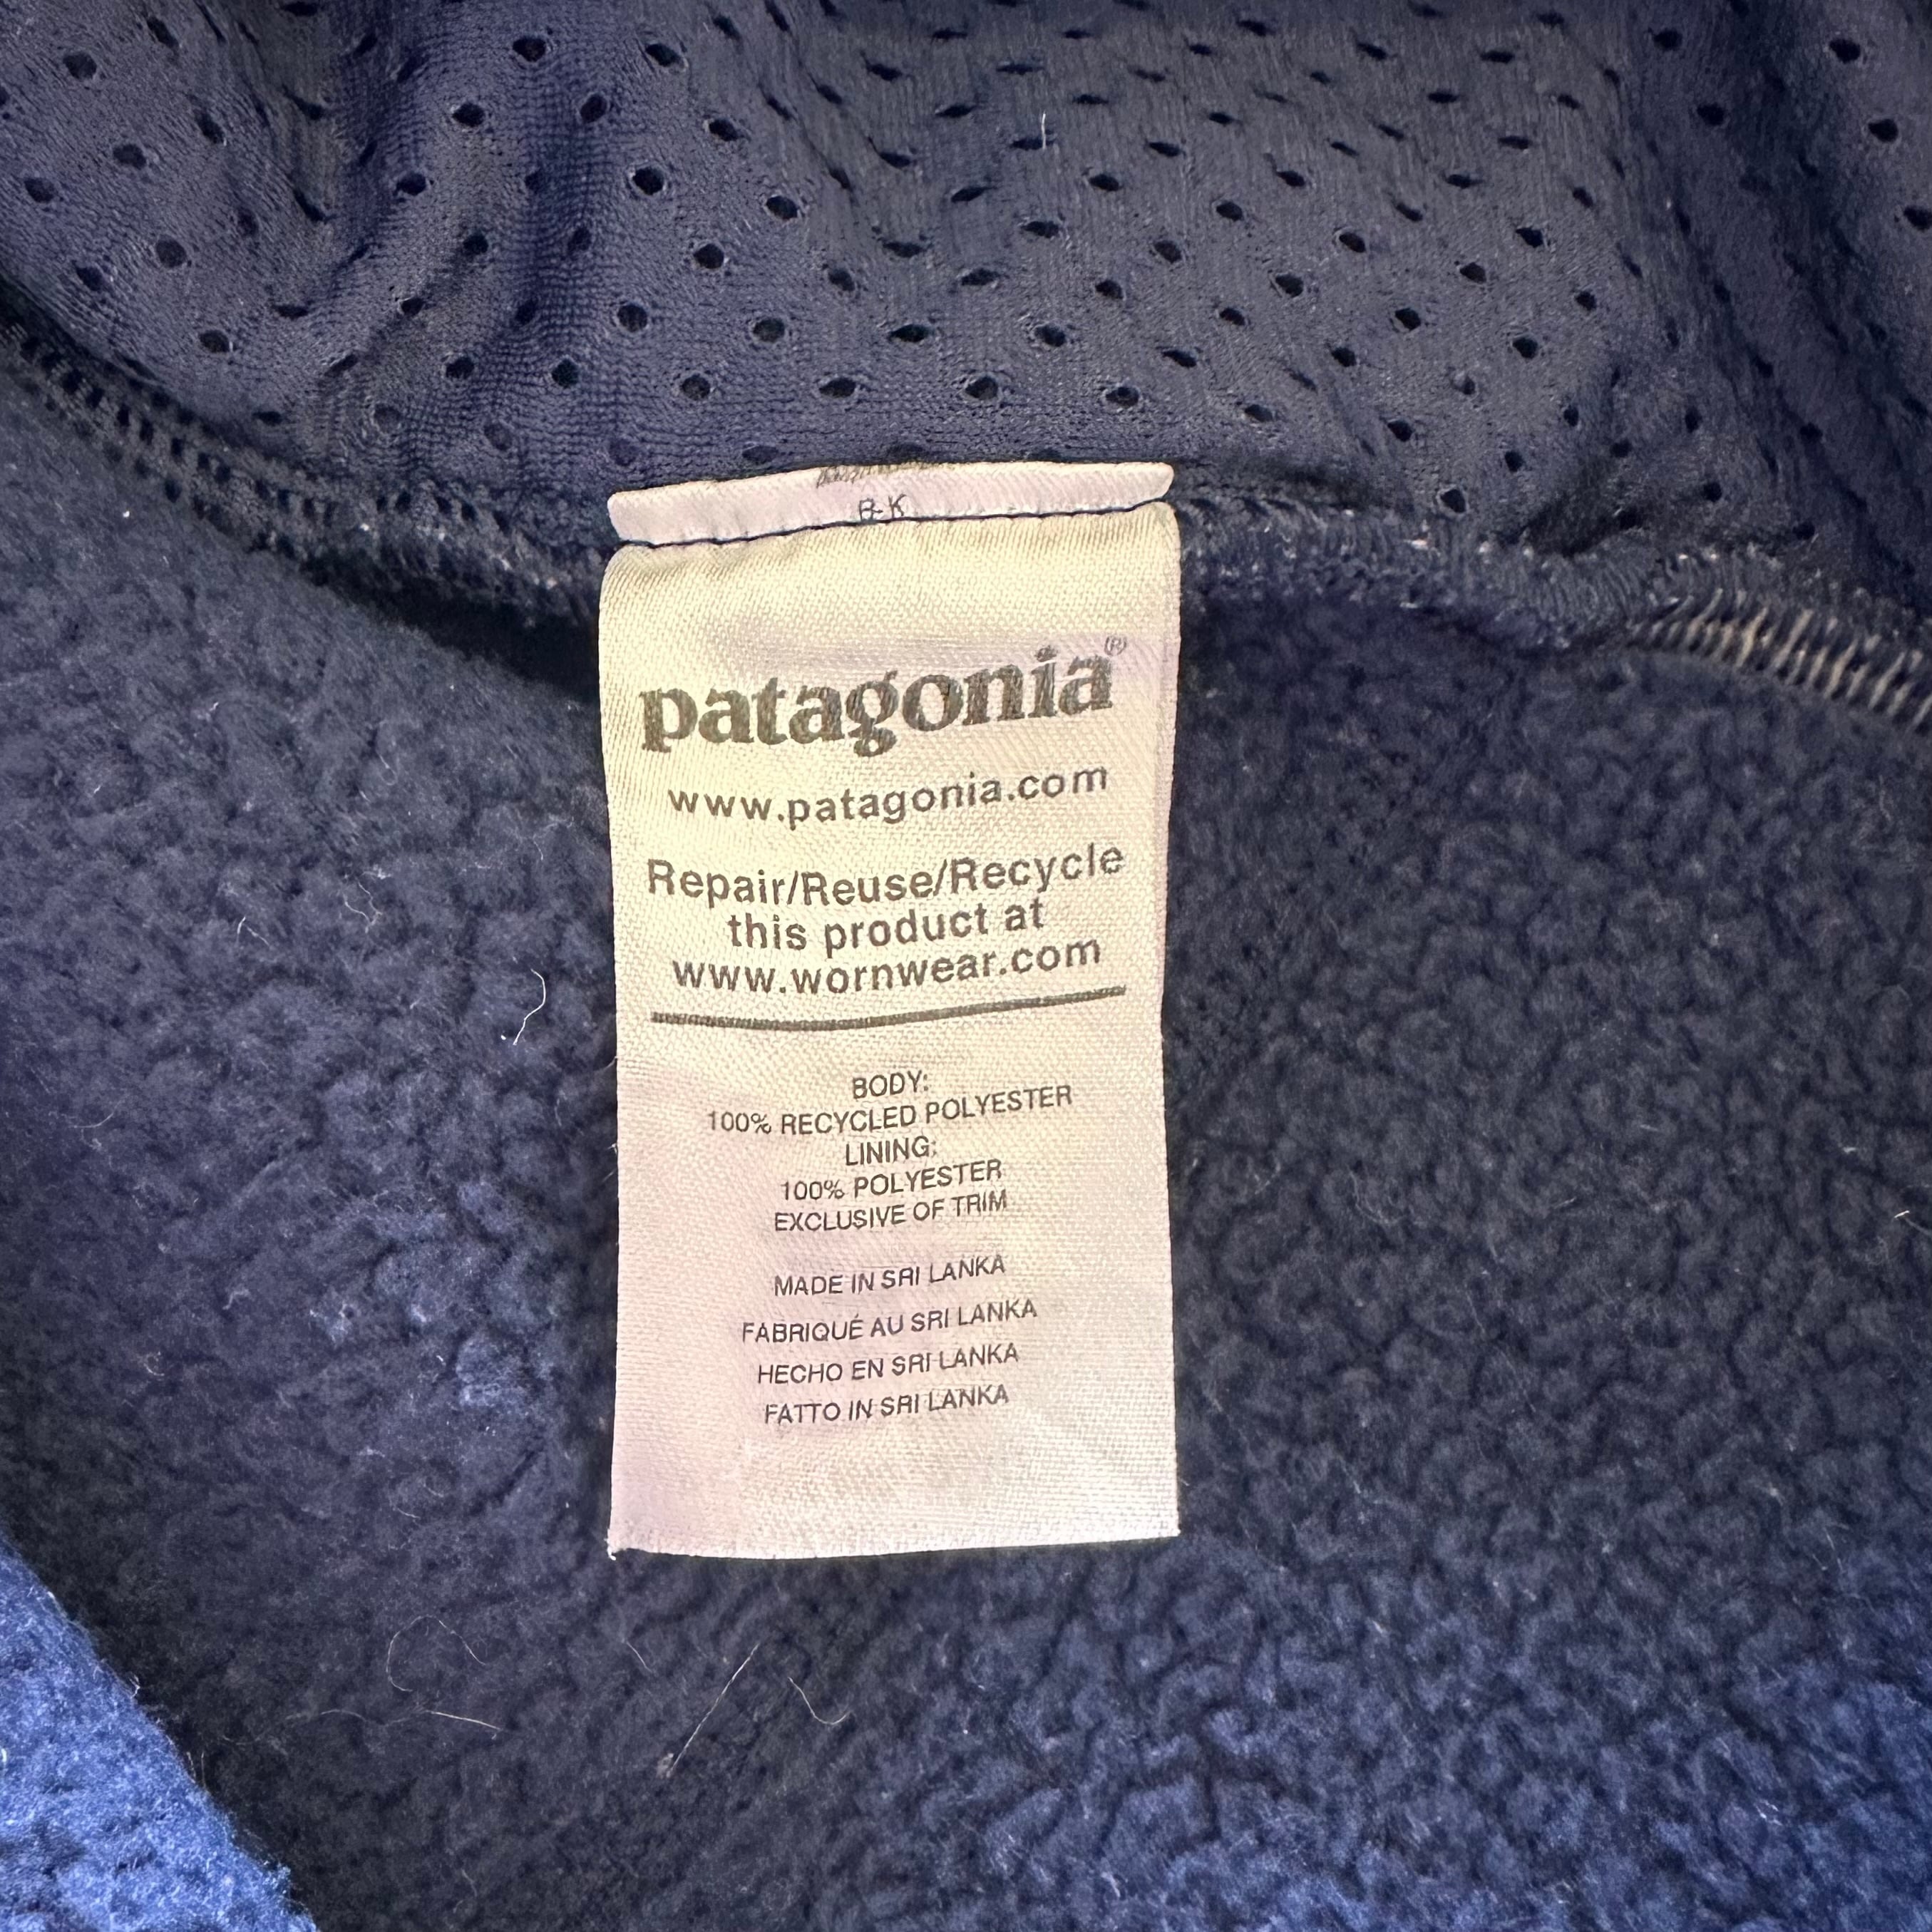 B-K
patagonia®
www.patagonia.com
Repair/Reuse/Recycle
this product at
www.wornwear.com
BODY:
100% RECYCLED POLYESTER
LINING:
100% POLYESTER
EXCLUSIVE OF TRIM
MADE IN SRI LANKA
FABRIQUÉ AU SRI LANKA
HECHO EN SRI LANKA
FATTO IN SRI LANKA